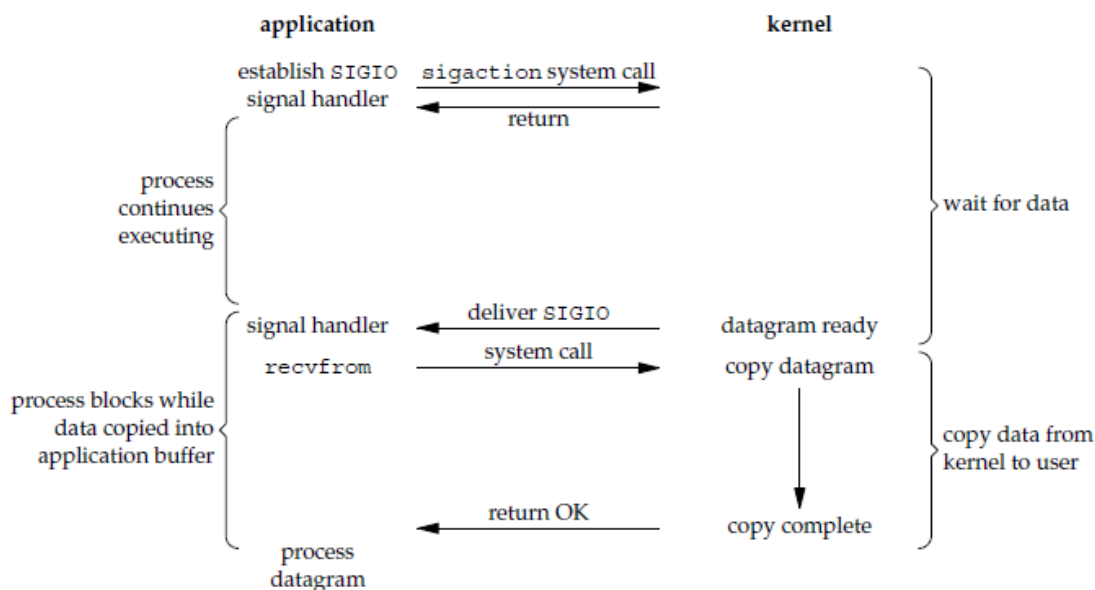 application kernel
establish SIGIO sigaction system call
signal handler
return
process
continues
executing
wait for data
deliver SIGIO
signal handler datagram ready
system call
recvfrom copy datagram
process blocks while
data copied into
application buffer
copy data from
kernel to user
return OK
copy complete
process
datagram